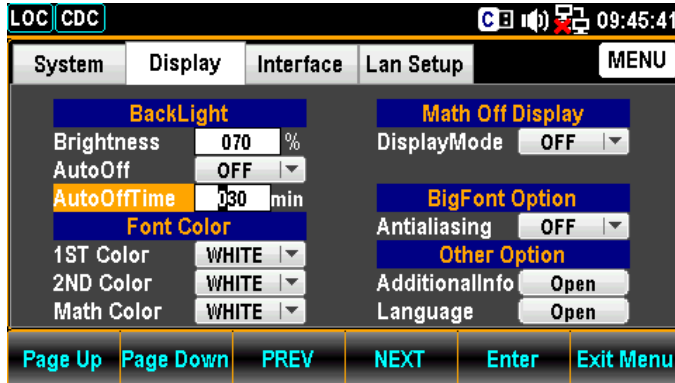 LOC CDC C 09:45:41
System Display Interface Lan Setup MENU
BackLight
Brightness 070 %
AutoOff OFF
AutoOffTime 030 min
Font Color
1ST Color WHITE
2ND Color WHITE
Math Color WHITE
Math Off Display
DisplayMode OFF
BigFont Option
Antialiasing OFF
Other Option
AdditionalInfo Open
Language Open
Page Up Page Down PREV NEXT Enter Exit Menu